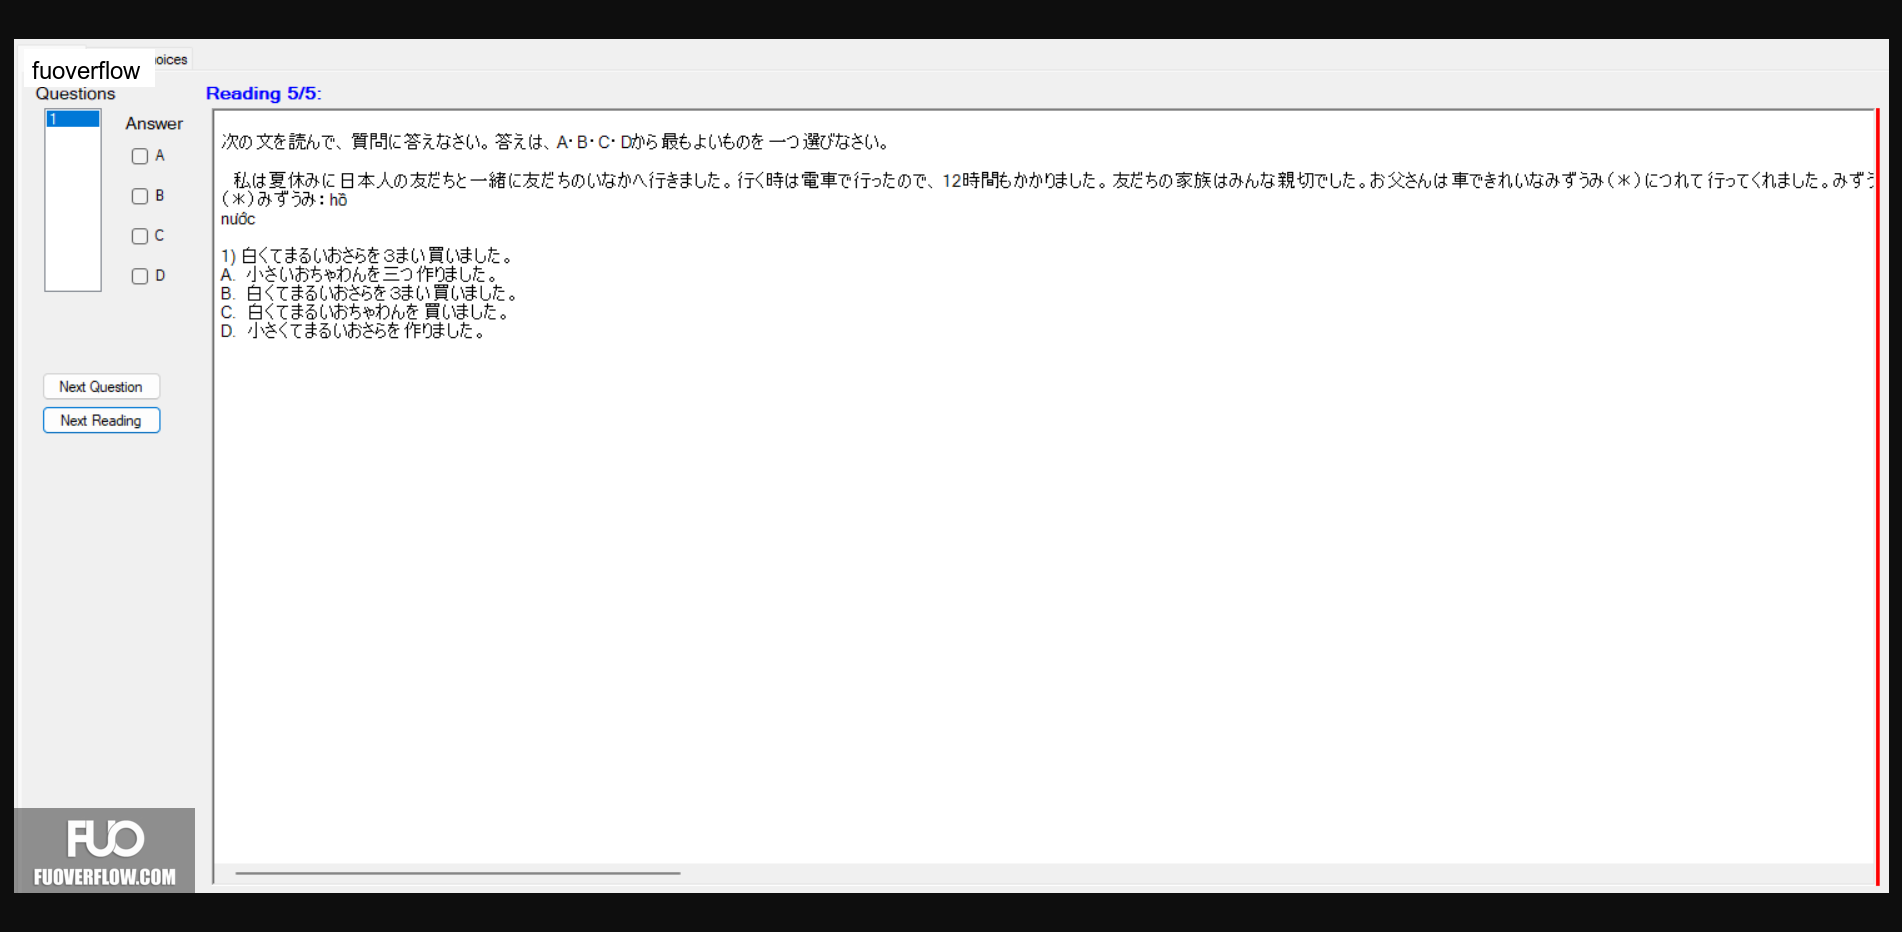 fuoverflow
oices
Questions
Reading 5/5:
1
Answer
A
B
C
D
Next Question
Next Reading
次の文を読んで、質問に答えなさい。答えは、A・B・C・Dから最もよいものを一つ選びなさい。
私は夏休みに日本人の友だちと一緒に友だちのいなかへ行きました。行く時は電車で行ったので、12時間もかかりました。友だちの家族はみんな親切でした。お父さんは車できれいなみずうみ(＊)につれて行ってくれました。みずう
(＊)みずうみ：hồ
nước
1) 白くてまるいおさらを3まい買いました。
A. 小さいおちゃわんを三つ作りました。
B. 白くてまるいおさらを3まい買いました。
C. 白くてまるいおちゃわんを買いました。
D. 小さくてまるいおさらを作りました。
FUO
FUOVERFLOW.COM